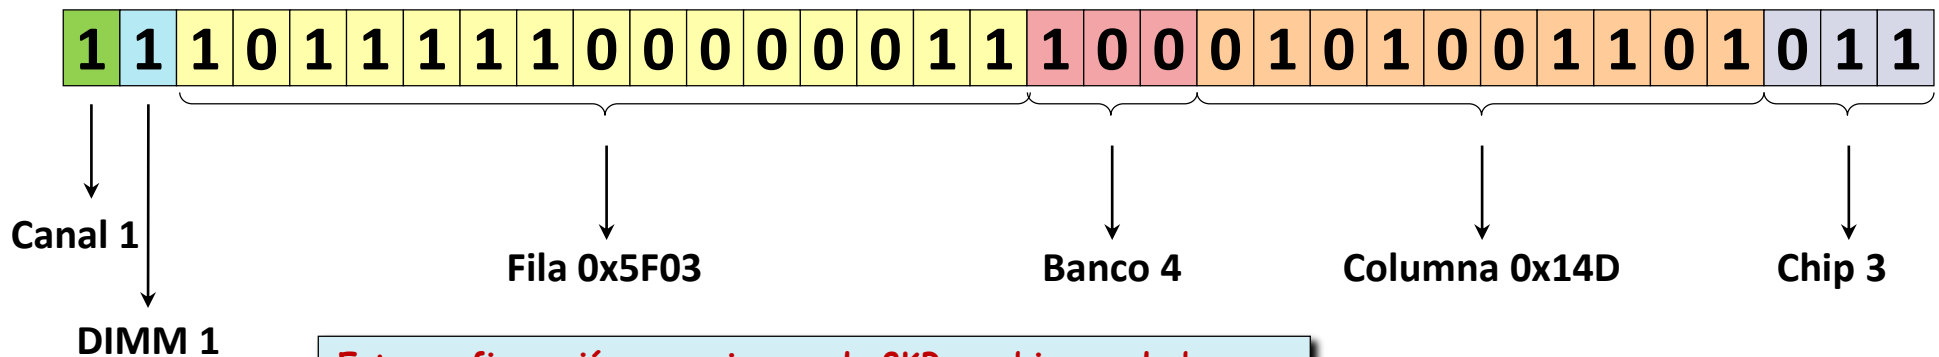 1 1 1 0 1 1 1 1 1 0 0 0 0 0 0 0 1 1 1 0 0 0 1 0 1 0 0 1 1 0 1 0 1 1
Canal 1
Fila 0x5F03 Banco 4 Columna 0x14D Chip 3
DIMM 1